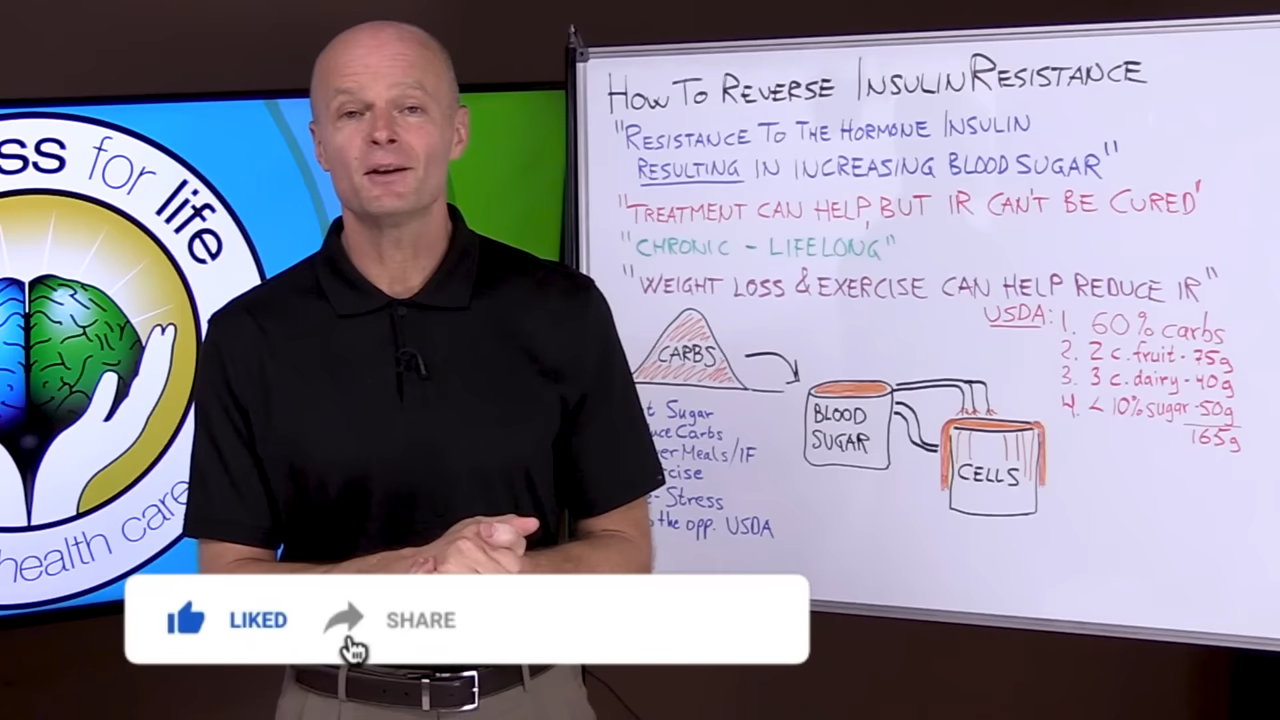 ss for life
health care
HOW TO REVERSE INSULIN RESISTANCE
"RESISTANCE TO THE HORMONE INSULIN
RESULTING IN INCREASING BLOOD SUGAR"
"TREATMENT CAN HELP, BUT IR CAN'T BE CURED"
"CHRONIC - LIFELONG"
"WEIGHT LOSS & EXERCISE CAN HELP REDUCE IR"
USDA: 1. 60% carbs
2. 2 c. fruit - 75g
3. 3 c. dairy - 40g
4. < 10% sugar - 50g
165g
CARBS
BLOOD
SUGAR
CELLS
t Sugar
uce Carbs
er Meals/IF
rcise
e- Stress
the opp. USDA
LIKED
SHARE